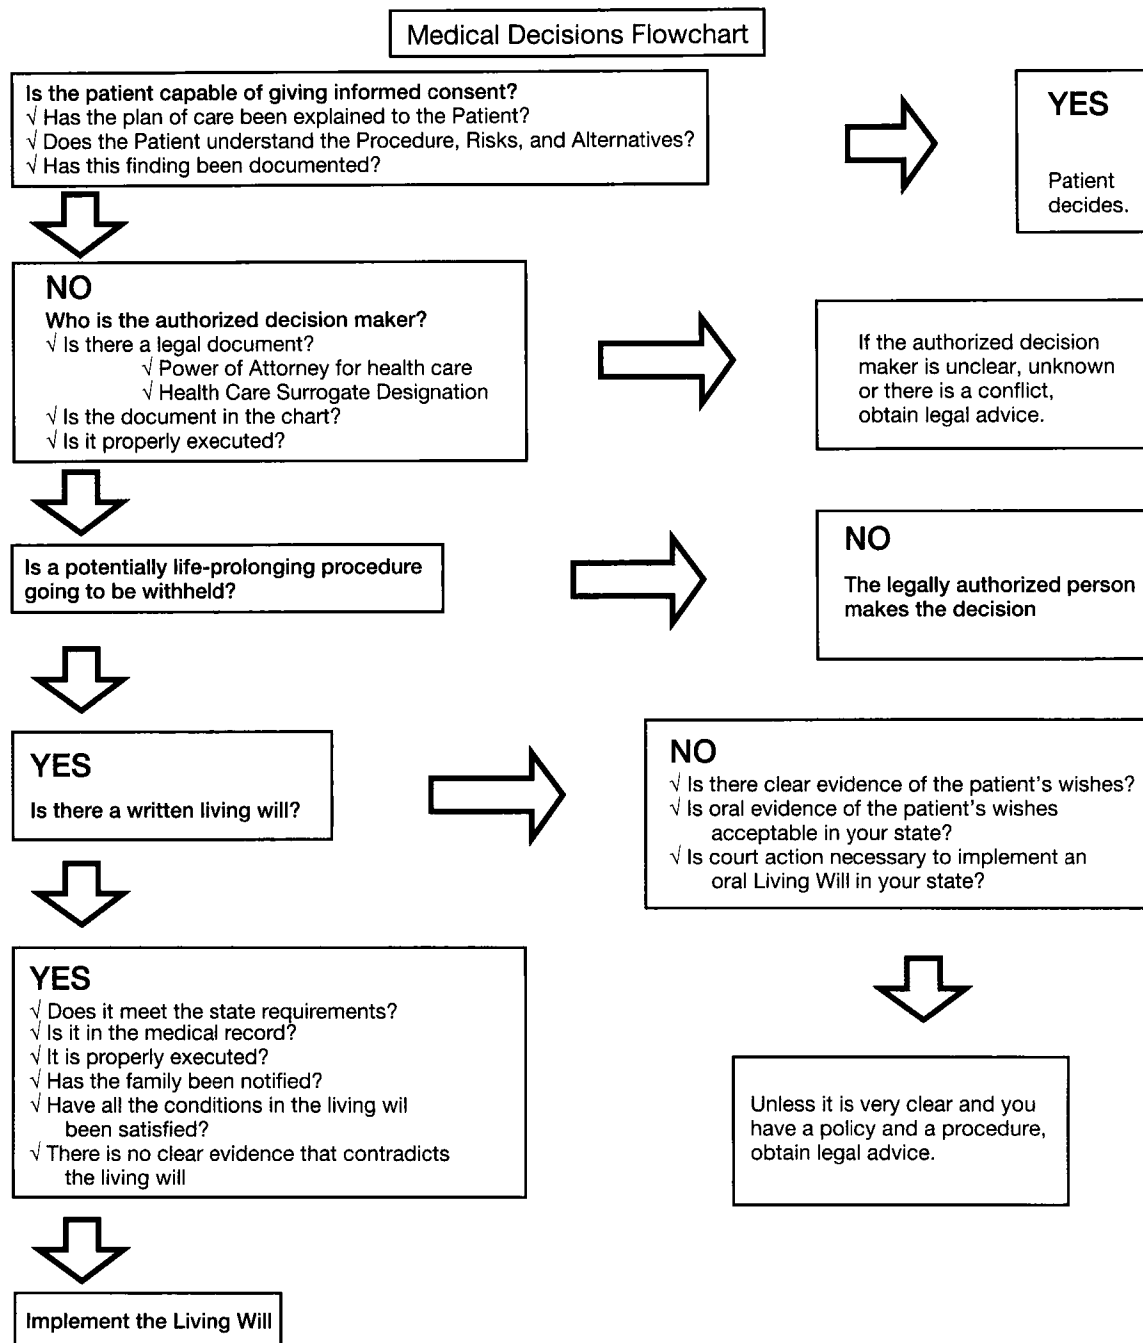 Medical Decisions Flowchart
Is the patient capable of giving informed consent?
√ Has the plan of care been explained to the Patient?
√ Does the Patient understand the Procedure, Risks, and Alternatives?
√ Has this finding been documented?
YES
Patient
decides.
NO
Who is the authorized decision maker?
√ Is there a legal document?
√ Power of Attorney for health care
√ Health Care Surrogate Designation
√ Is the document in the chart?
√ Is it properly executed?
If the authorized decision
maker is unclear, unknown
or there is a conflict,
obtain legal advice.
Is a potentially life-prolonging procedure
going to be withheld?
NO
The legally authorized person
makes the decision
YES
Is there a written living will?
NO
√ Is there clear evidence of the patient's wishes?
√ Is oral evidence of the patient's wishes
acceptable in your state?
√ Is court action necessary to implement an
oral Living Will in your state?
YES
√ Does it meet the state requirements?
√ Is it in the medical record?
√ It is properly executed?
√ Has the family been notified?
√ Have all the conditions in the living wil
been satisfied?
√ There is no clear evidence that contradicts
the living will
Unless it is very clear and you
have a policy and a procedure,
obtain legal advice.
Implement the Living Will